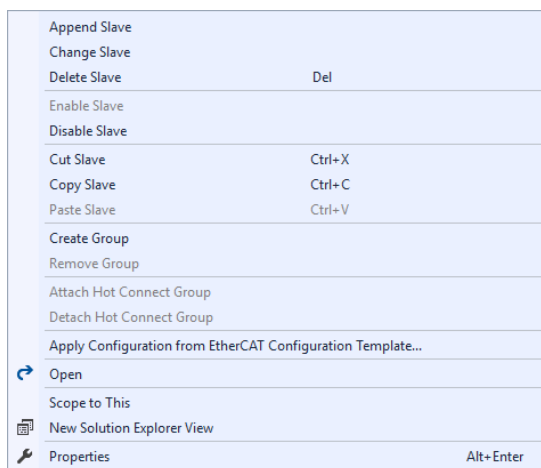 Append Slave
Change Slave
Delete Slave Del
Enable Slave
Disable Slave
Cut Slave Ctrl+X
Copy Slave Ctrl+C
Paste Slave Ctrl+V
Create Group
Remove Group
Attach Hot Connect Group
Detach Hot Connect Group
Apply Configuration from EtherCAT Configuration Template...
Open
Scope to This
New Solution Explorer View
Properties Alt+Enter